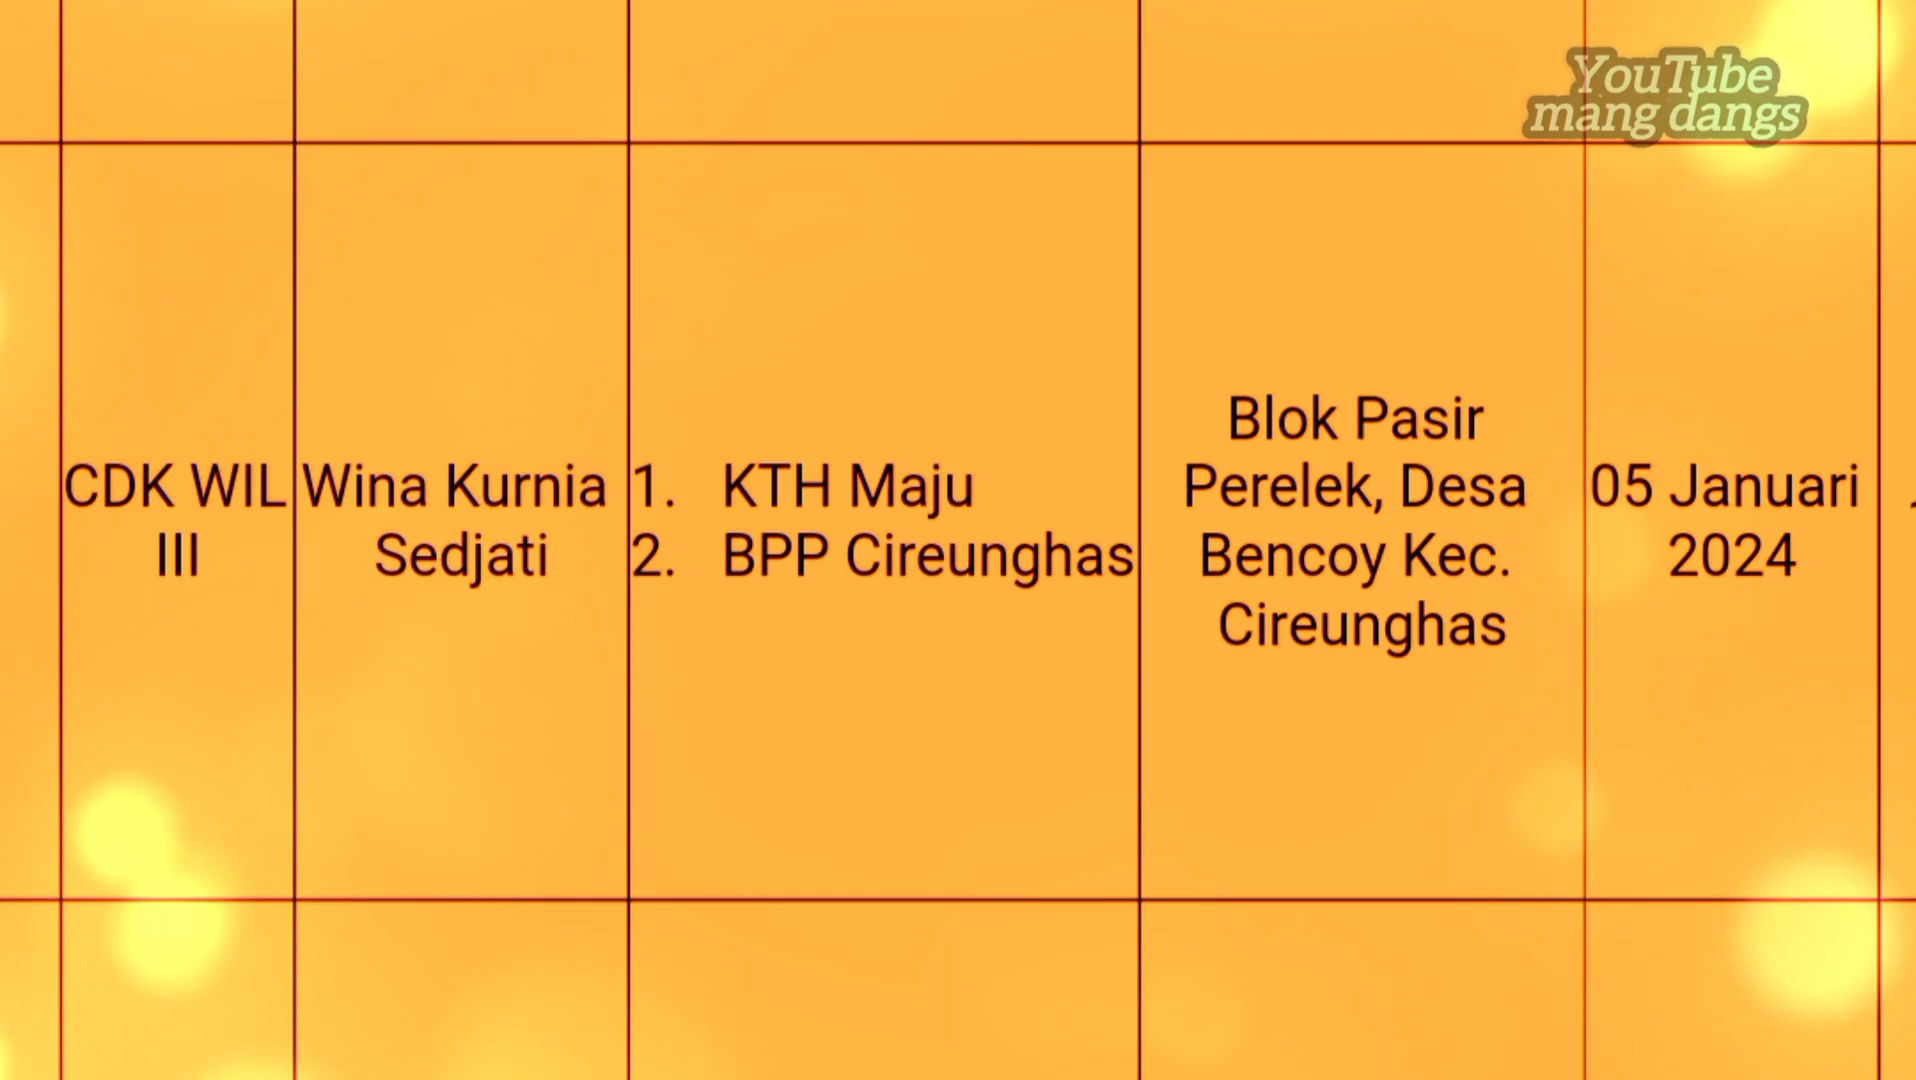 YouTube
mang dangs
CDK WIL
III
Wina Kurnia
Sedjati
1. KTH Maju
2. BPP Cireunghas
Blok Pasir
Perelek, Desa
Bencoy Kec.
Cireunghas
05 Januari
2024